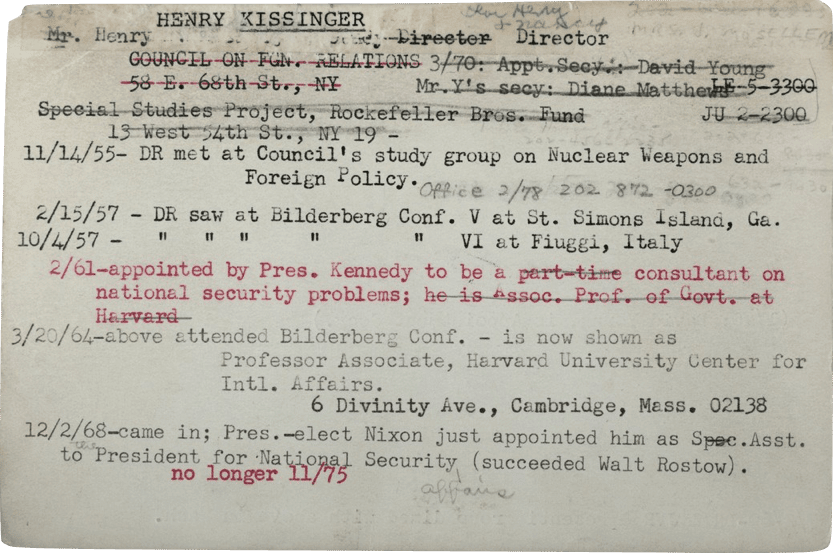 Dear Henry
HENRY KISSINGER
Mr. Henry Director Director
COUNCIL ON FGN. RELATIONS 3/70: Appt.Secy.: David Young
58 E. 68th St., NY Mr.Y's secy: Diane Matthews LE-5-3300
Special Studies Project, Rockefeller Bros. Fund JU 2-2300
13 West 54th St., NY 19 -
11/14/55- DR met at Council's study group on Nuclear Weapons and
Foreign Policy.
Office 2/78 202 872 -0300
2/15/57 - DR saw at Bilderberg Conf. V at St. Simons Island, Ga.
10/4/57 - " " " " " VI at Fiuggi, Italy
2/61-appointed by Pres. Kennedy to be a part-time consultant on
national security problems; he is Assoc. Prof. of Govt. at
Harvard
3/20/64-above attended Bilderberg Conf. - is now shown as
Professor Associate, Harvard University Center for
Intl. Affairs.
6 Divinity Ave., Cambridge, Mass. 02138
12/2/68-came in; Pres.-elect Nixon just appointed him as Spec.Asst.
to the President for National Security (succeeded Walt Rostow).
no longer 11/75
affairs